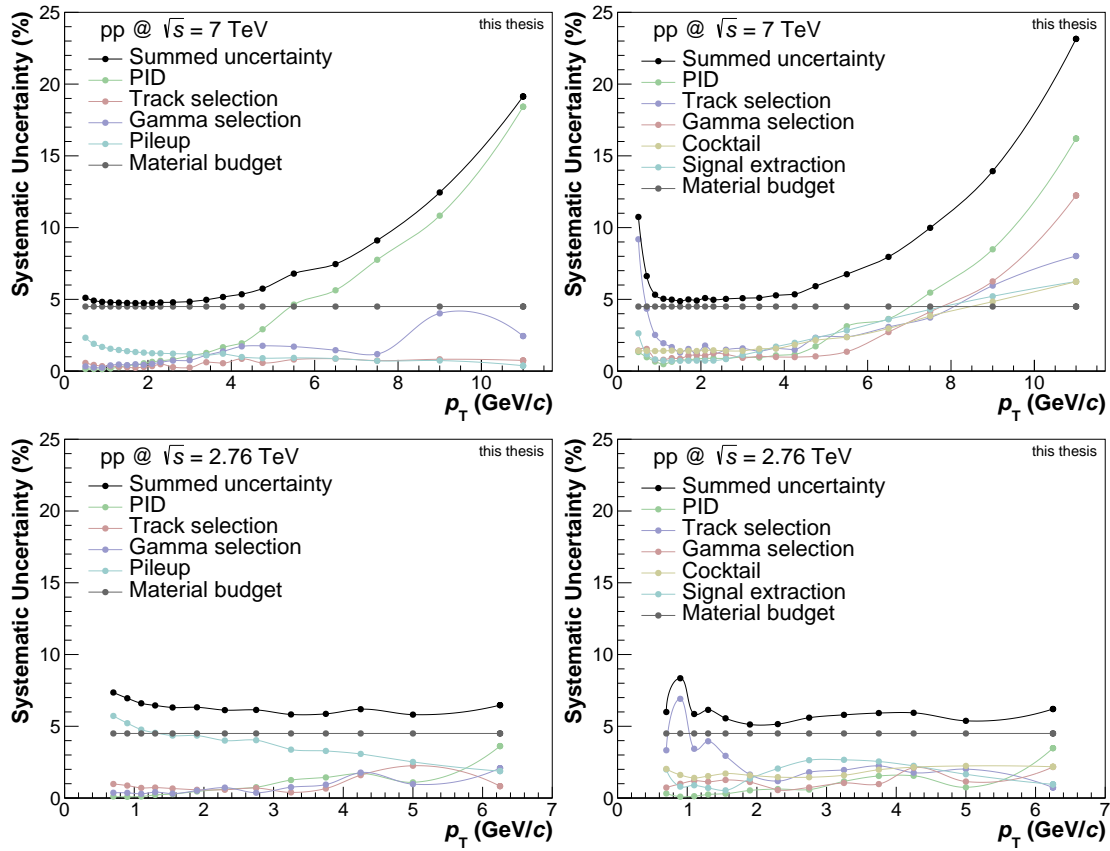 Systematic Uncertainty (%)
25
20
15
10
5
0
pp @ √s = 7 TeV
this thesis
Summed uncertainty
PID
Track selection
Gamma selection
Pileup
Material budget
0 2 4 6 8 10
p_T (GeV/c)
Systematic Uncertainty (%)
25
20
15
10
5
0
pp @ √s = 7 TeV
this thesis
Summed uncertainty
PID
Track selection
Gamma selection
Cocktail
Signal extraction
Material budget
0 2 4 6 8 10
p_T (GeV/c)
Systematic Uncertainty (%)
25
20
15
10
5
0
pp @ √s = 2.76 TeV
this thesis
Summed uncertainty
PID
Track selection
Gamma selection
Pileup
Material budget
0 1 2 3 4 5 6 7
p_T (GeV/c)
Systematic Uncertainty (%)
25
20
15
10
5
0
pp @ √s = 2.76 TeV
this thesis
Summed uncertainty
PID
Track selection
Gamma selection
Cocktail
Signal extraction
Material budget
0 1 2 3 4 5 6 7
p_T (GeV/c)